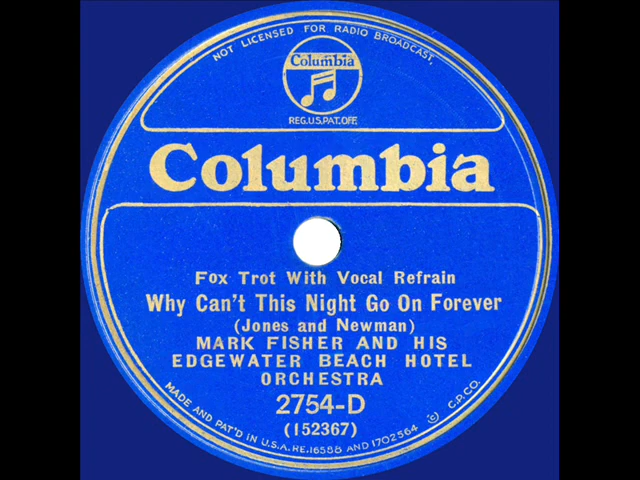 NOT LICENSED FOR RADIO BROADCAST.
Columbia
REG.U.S.PAT.OFF.
Columbia
Fox Trot With Vocal Refrain
Why Can't This Night Go On Forever
(Jones and Newman)
MARK FISHER AND HIS
EDGEWATER BEACH HOTEL
ORCHESTRA
2754-D
(152367)
MADE AND PAT'D IN U.S.A. RE.16588 AND 1702564 © C.P.CO.